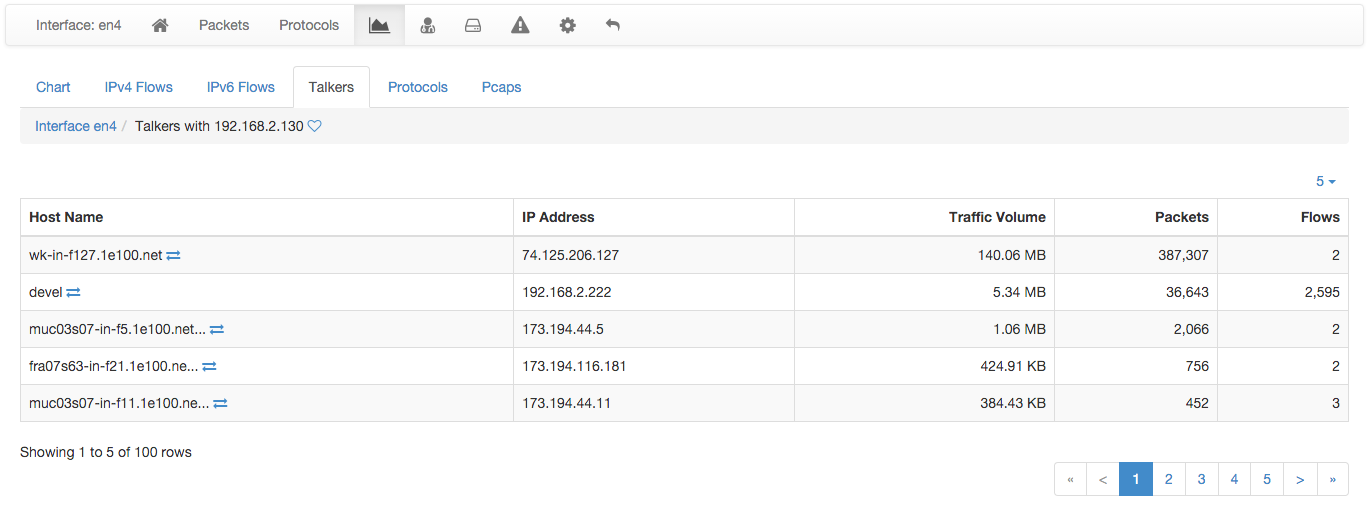 Interface: en4 Packets Protocols
Chart IPv4 Flows IPv6 Flows Talkers Protocols Pcaps
Interface en4 / Talkers with 192.168.2.130
5
Host Name IP Address Traffic Volume Packets Flows
wk-in-f127.1e100.net 74.125.206.127 140.06 MB 387,307 2
devel 192.168.2.222 5.34 MB 36,643 2,595
muc03s07-in-f5.1e100.net... 173.194.44.5 1.06 MB 2,066 2
fra07s63-in-f21.1e100.ne... 173.194.116.181 424.91 KB 756 2
muc03s07-in-f11.1e100.ne... 173.194.44.11 384.43 KB 452 3
Showing 1 to 5 of 100 rows
« < 1 2 3 4 5 > »